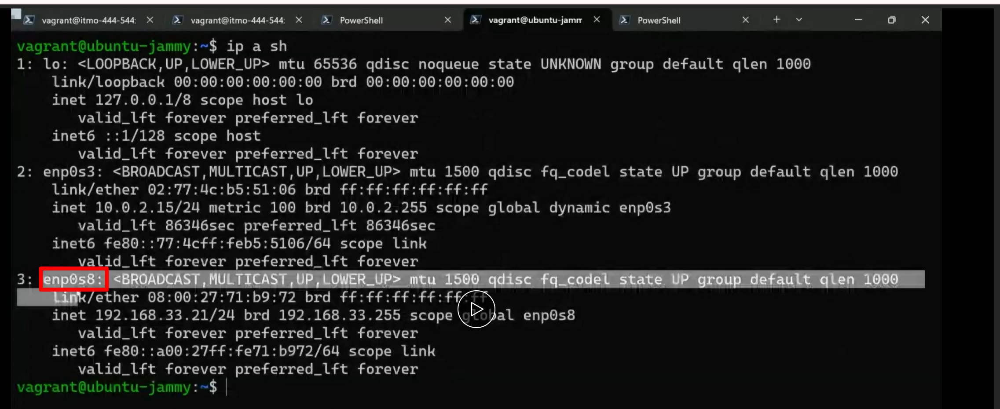 vagrant@itmo-444-544:
vagrant@itmo-444-544:
PowerShell
vagrant@ubuntu-jamm
PowerShell
vagrant@ubuntu-jammy:~$ ip a sh
1: lo: <LOOPBACK,UP,LOWER_UP> mtu 65536 qdisc noqueue state UNKNOWN group default qlen 1000
link/loopback 00:00:00:00:00:00 brd 00:00:00:00:00:00
inet 127.0.0.1/8 scope host lo
valid_lft forever preferred_lft forever
inet6 ::1/128 scope host
valid_lft forever preferred_lft forever
2: enp0s3: <BROADCAST,MULTICAST,UP,LOWER_UP> mtu 1500 qdisc fq_codel state UP group default qlen 1000
link/ether 02:77:4c:b5:51:06 brd ff:ff:ff:ff:ff:ff
inet 10.0.2.15/24 metric 100 brd 10.0.2.255 scope global dynamic enp0s3
valid_lft 86346sec preferred_lft 86346sec
inet6 fe80::77:4cff:feb5:5106/64 scope link
valid_lft forever preferred_lft forever
3: enp0s8: <BROADCAST,MULTICAST,UP,LOWER_UP> mtu 1500 qdisc fq_codel state UP group default qlen 1000
link/ether 08:00:27:71:b9:72 brd ff:ff:ff:ff:ff:ff
inet 192.168.33.21/24 brd 192.168.33.255 scope global enp0s8
valid_lft forever preferred_lft forever
inet6 fe80::a00:27ff:fe71:b972/64 scope link
valid_lft forever preferred_lft forever
vagrant@ubuntu-jammy:~$